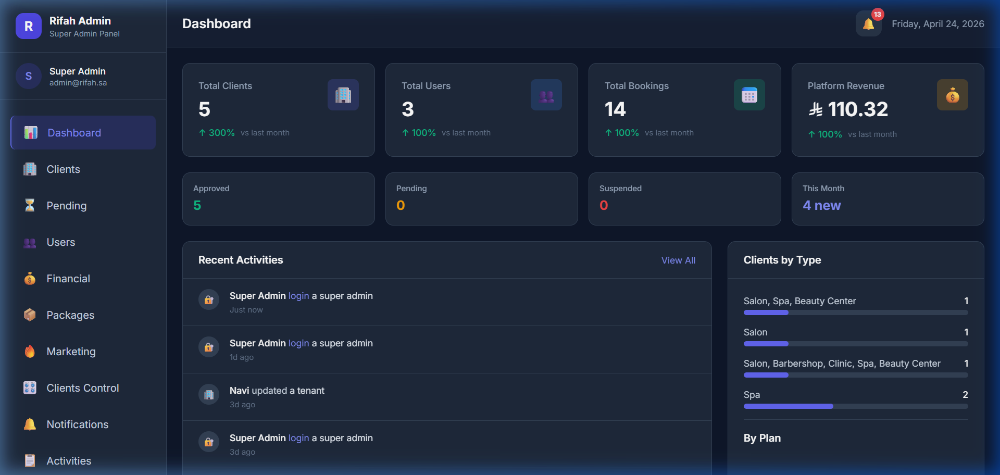 R
Rifah Admin
Super Admin Panel
S
Super Admin
admin@rifah.sa
Dashboard
Clients
Pending
Users
Financial
Packages
Marketing
Clients Control
Notifications
Activities
Dashboard
13
Friday, April 24, 2026
Total Clients
5
↑ 300% vs last month
Total Users
3
↑ 100% vs last month
Total Bookings
14
↑ 100% vs last month
Platform Revenue
⃁ 110.32
↑ 100% vs last month
Approved
5
Pending
0
Suspended
0
This Month
4 new
Recent Activities
View All
Super Admin login a super admin
Just now
Super Admin login a super admin
1d ago
Navi updated a tenant
3d ago
Super Admin login a super admin
3d ago
Clients by Type
Salon, Spa, Beauty Center 1
Salon 1
Salon, Barbershop, Clinic, Spa, Beauty Center 1
Spa 2
By Plan